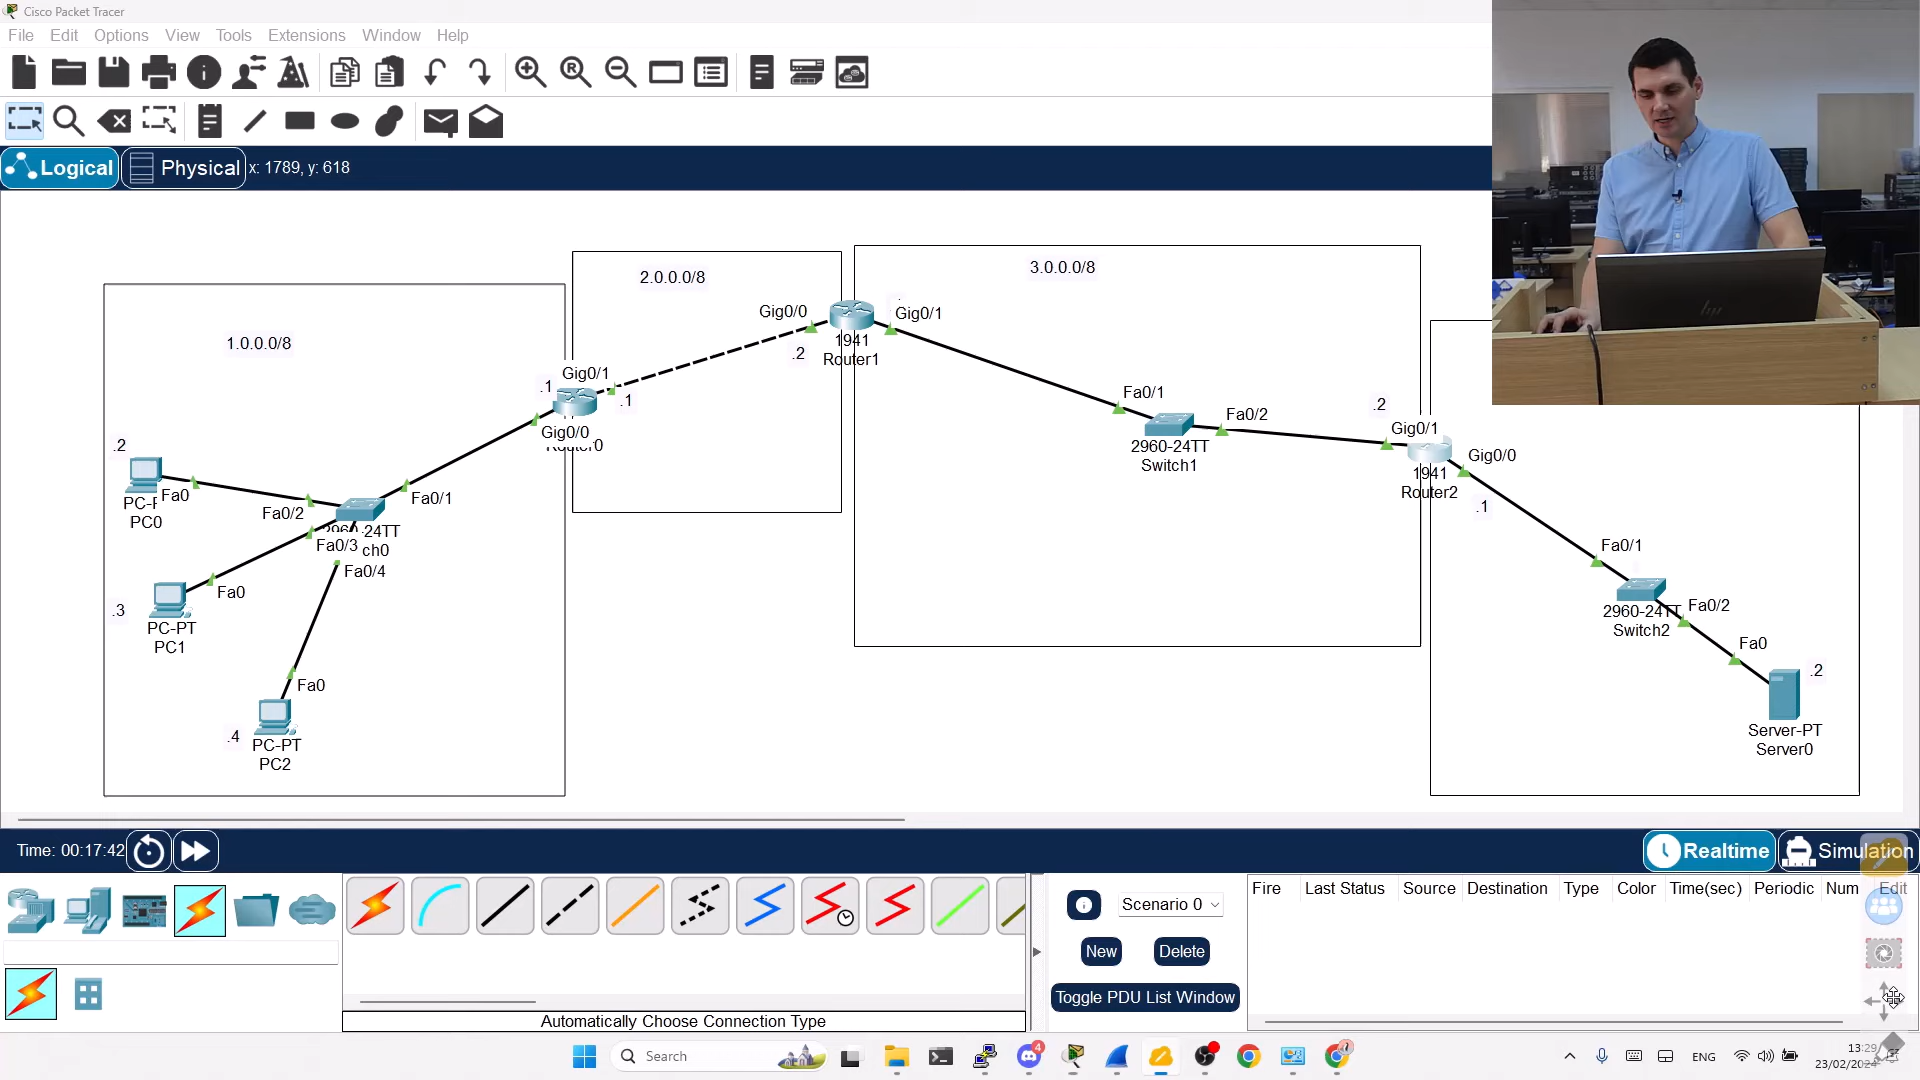 Cisco Packet Tracer
File Edit Options View Tools Extensions Window Help
Logical Physical x: 1789, y: 618
1.0.0.0/8
2.0.0.0/8
3.0.0.0/8
Gig0/0
Gig0/1
.2
1941
Router1
Gig0/1
.1
.1
Gig0/0
.2
Fa0
PC0
Fa0/2
Fa0/1
Fa0/3
ch0
Fa0/4
.3
Fa0
PC-PT
PC1
Fa0
.4
PC-PT
PC2
Fa0/1
Fa0/2
2960-24TT
Switch1
.2
Gig0/1
Gig0/0
1941
Router2
.1
Fa0/1
2960-24TT
Switch2
Fa0/2
Fa0
.2
Server-PT
Server0
Time: 00:17:42
Realtime Simulation
Scenario 0
New Delete
Toggle PDU List Window
Fire Last Status Source Destination Type Color Time(sec) Periodic Num Edit
Automatically Choose Connection Type
Search
4
ENG
13:29
23/02/2024